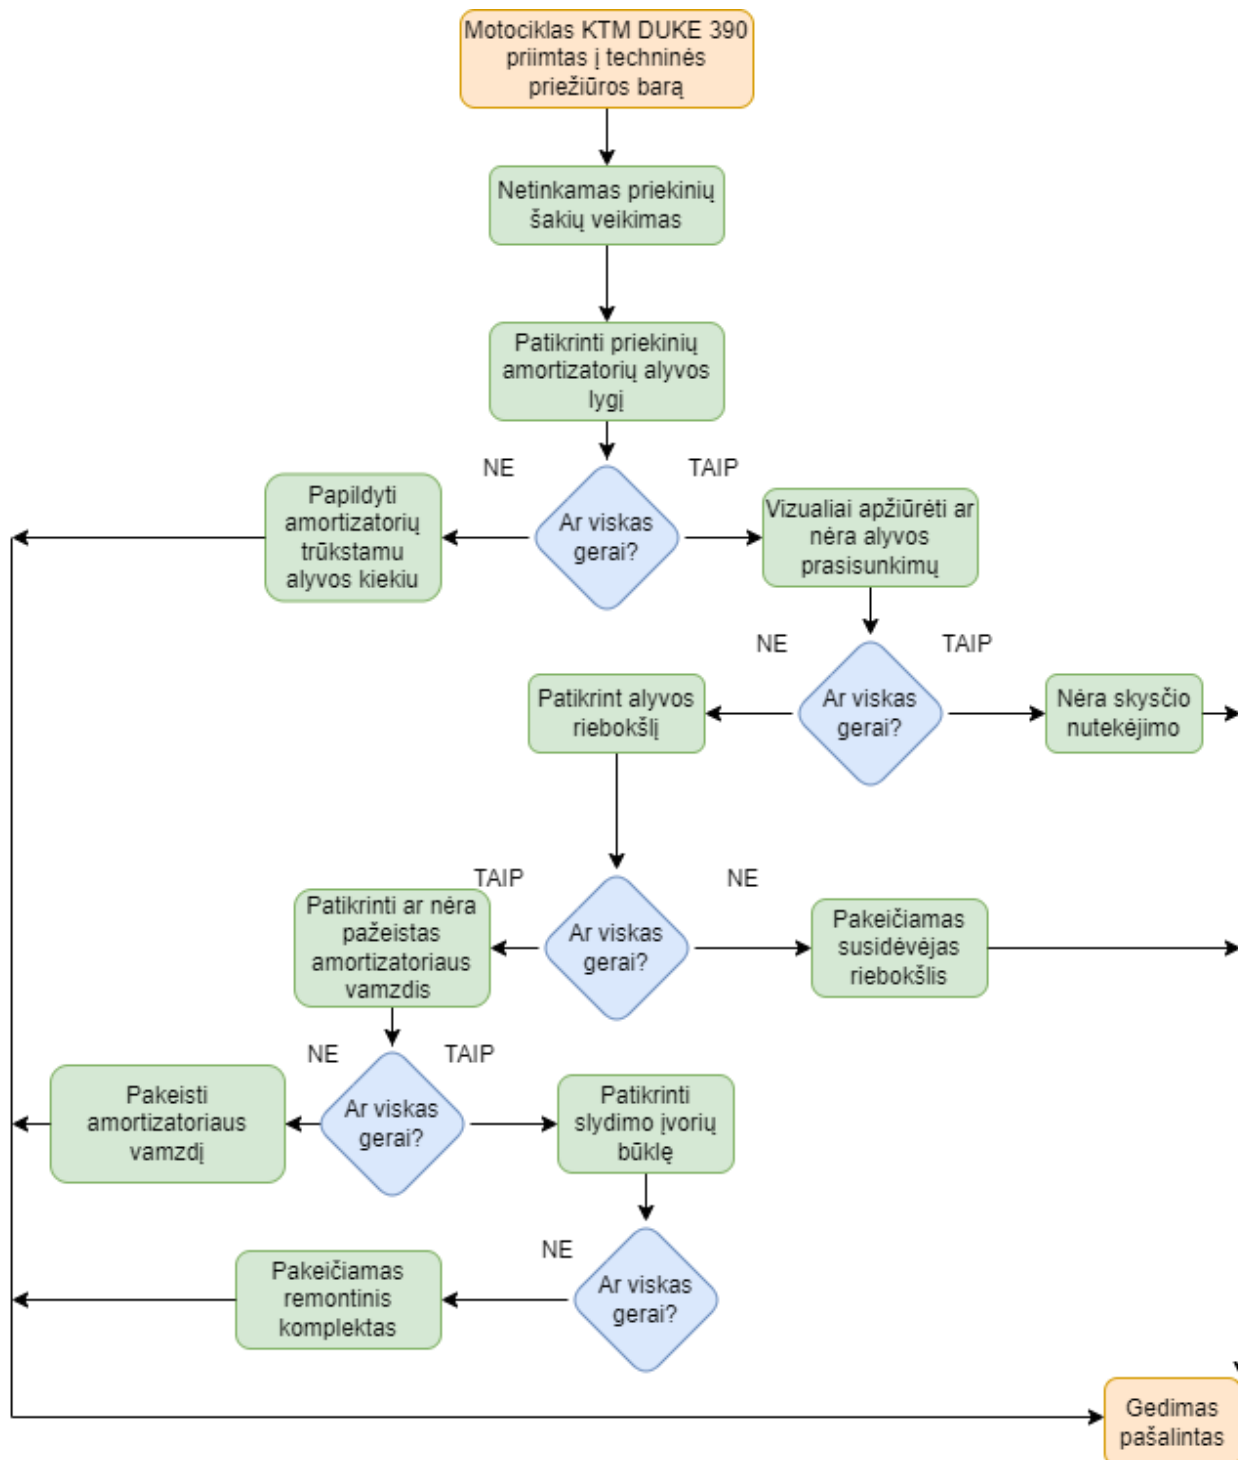 Motociklas KTM DUKE 390
priimtas į techninės
priežiūros barą
Netinkamas priekinių
šakių veikimas
Patikrinti priekinių
amortizatorių alyvos
lygį
NE
TAIP
Papildyti
amortizatorių
trūkstamu
alyvos kiekiu
Ar viskas
gerai?
Vizualiai apžiūrėti ar
nėra alyvos
prasisunkimų
NE
TAIP
Patikrint alyvos
riebokšlį
Ar viskas
gerai?
Nėra skysčio
nutekėjimo
TAIP
NE
Patikrinti ar nėra
pažeistas
amortizatoriaus
vamzdis
Ar viskas
gerai?
Pakeičiamas
susidėvėjas
riebokšlis
NE
TAIP
Pakeisti
amortizatoriaus
vamzdį
Ar viskas
gerai?
Patikrinti
slydimo įvorių
būklę
NE
Pakeičiamas
remontinis
komplektas
Ar viskas
gerai?
Gedimas
pašalintas